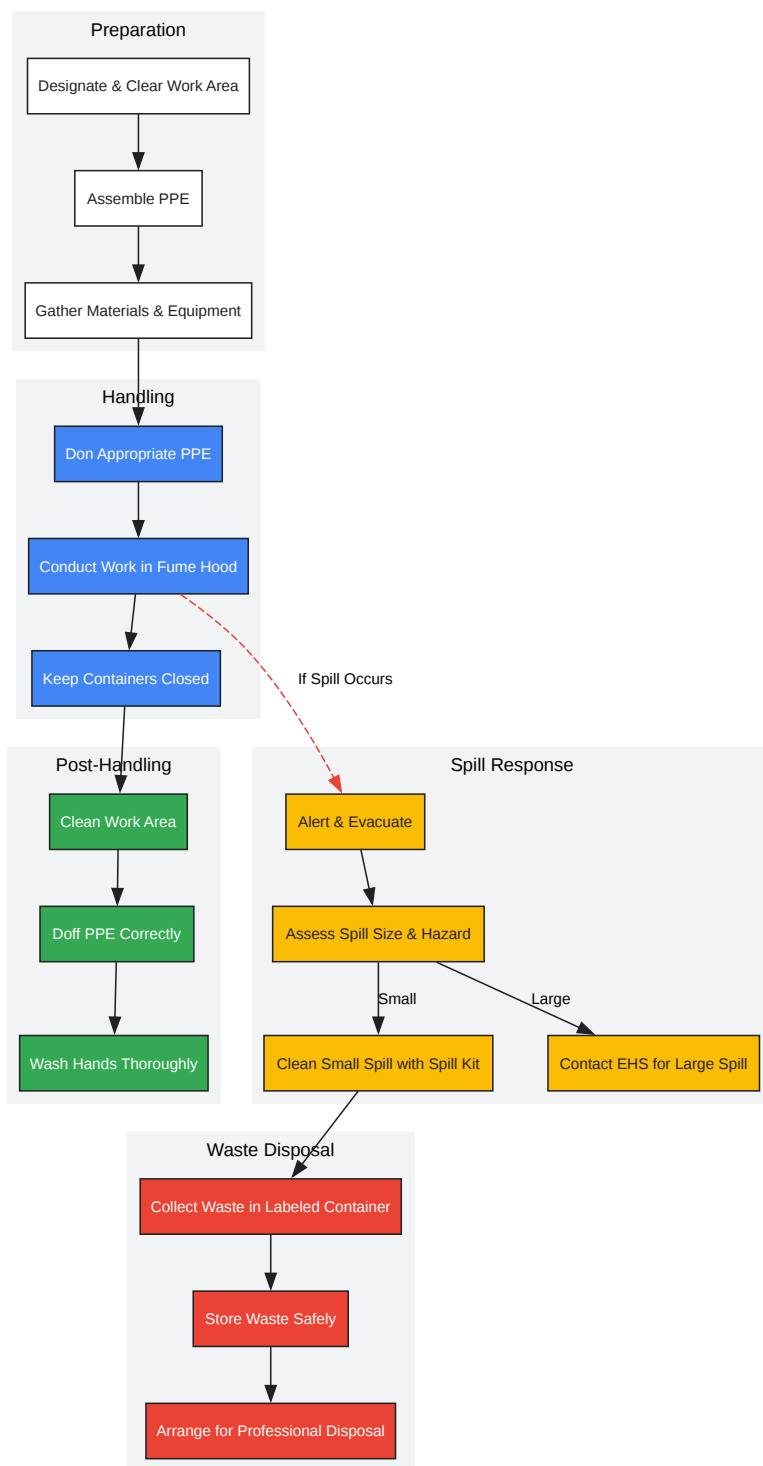 Preparation
Designate & Clear Work Area
Assemble PPE
Gather Materials & Equipment
Handling
Don Appropriate PPE
Conduct Work in Fume Hood
Keep Containers Closed
If Spill Occurs
Post-Handling
Clean Work Area
Doff PPE Correctly
Wash Hands Thoroughly
Spill Response
Alert & Evacuate
Assess Spill Size & Hazard
Small
Large
Clean Small Spill with Spill Kit
Contact EHS for Large Spill
Waste Disposal
Collect Waste in Labeled Container
Store Waste Safely
Arrange for Professional Disposal